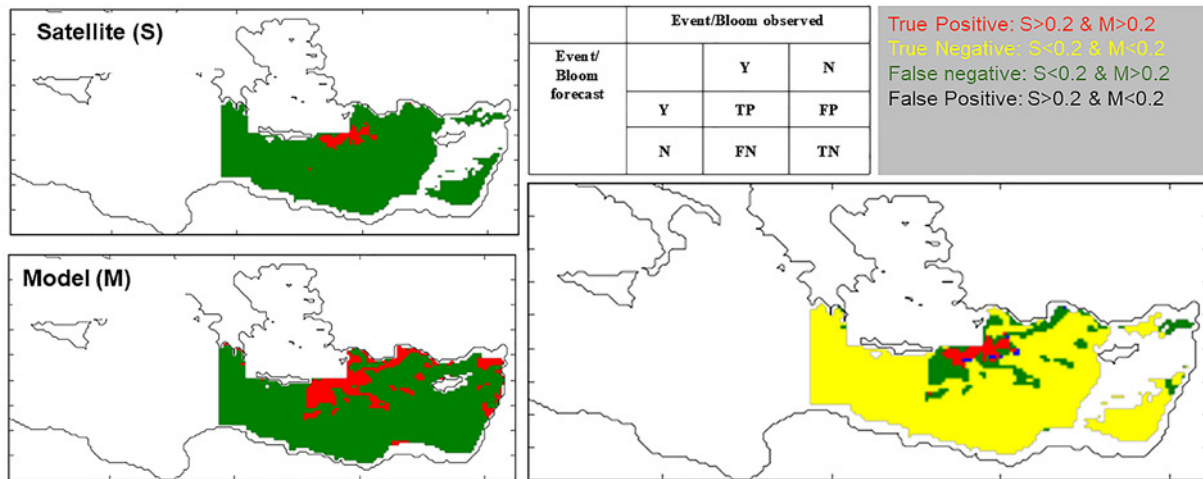 Satellite (S)
Model (M)
Event/Bloom observed
Event/
Bloom
forecast
Y N
Y TP FP
N FN TN
True Positive: S>0.2 & M>0.2
True Negative: S<0.2 & M<0.2
False negative: S<0.2 & M>0.2
False Positive: S>0.2 & M<0.2